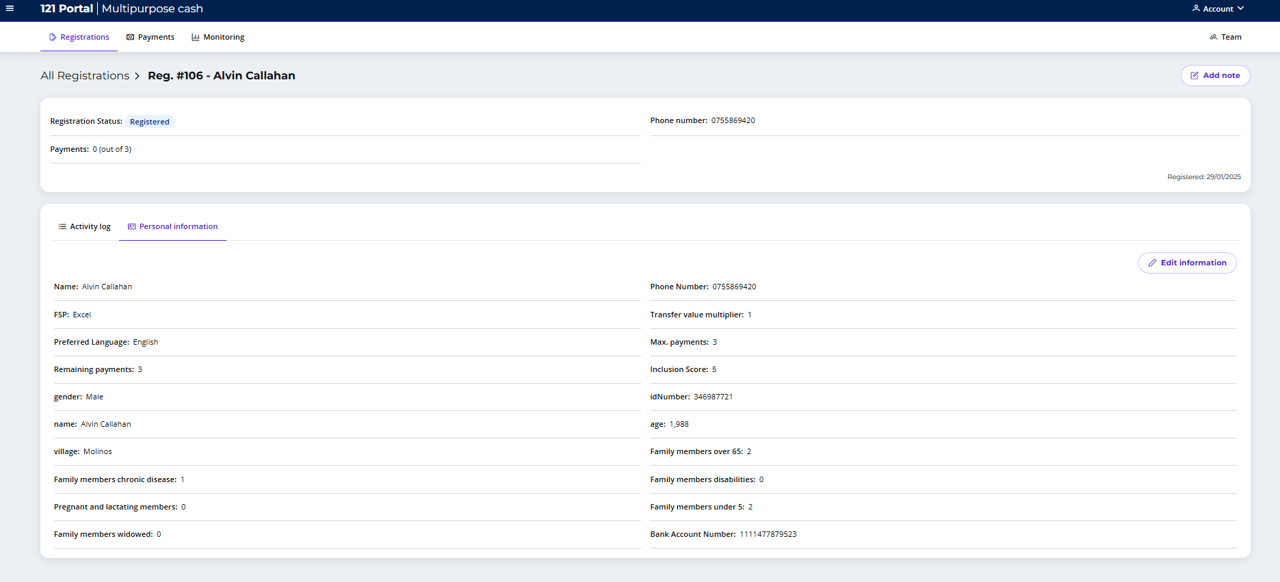 121 Portal | Multipurpose cash
Account
Registrations
Payments
Monitoring
Team
All Registrations > Reg. #106 - Alvin Callahan
Add note
Registration Status: Registered
Phone number: 0755869420
Payments: 0 (out of 3)
Registered: 29/01/2025
Activity log
Personal information
Edit information
Name: Alvin Callahan
Phone Number: 0755869420
FSP: Excel
Transfer value multiplier: 1
Preferred Language: English
Max. payments: 3
Remaining payments: 3
Inclusion Score: 5
gender: Male
idNumber: 346987721
name: Alvin Callahan
age: 1,988
village: Molinos
Family members over 65: 2
Family members chronic disease: 1
Family members disabilities: 0
Pregnant and lactating members: 0
Family members under 5: 2
Family members widowed: 0
Bank Account Number: 1111477879523